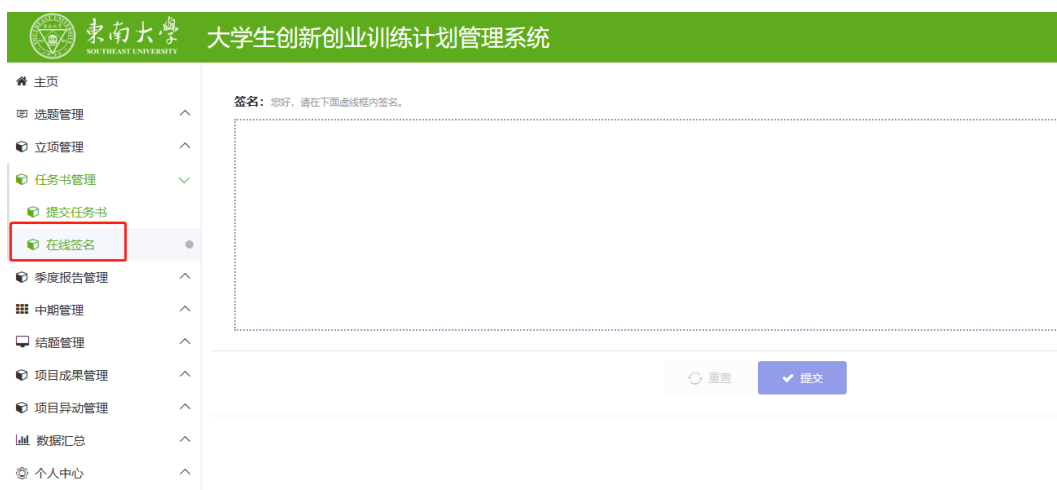 東南大學 大学生创新创业训练计划管理系统
SOUTHEAST UNIVERSITY
主页
选题管理
立项管理
任务书管理
提交任务书
在线签名
季度报告管理
中期管理
结题管理
项目成果管理
项目异动管理
数据汇总
个人中心
签名：您好，请在下面虚线框内签名。
重置 提交